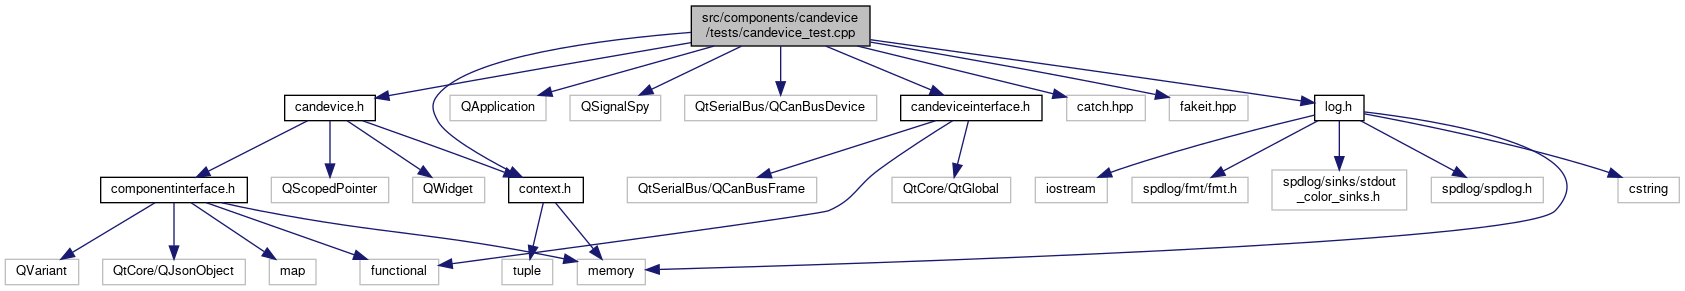 src/components/candevice
/tests/candevice_test.cpp
candevice.h
QApplication
QSignalSpy
QtSerialBus/QCanBusDevice
candeviceinterface.h
catch.hpp
fakeit.hpp
log.h
componentinterface.h
QScopedPointer
QWidget
context.h
QtSerialBus/QCanBusFrame
QtCore/QtGlobal
iostream
spdlog/fmt/fmt.h
spdlog/sinks/stdout
_color_sinks.h
spdlog/spdlog.h
cstring
QVariant
QtCore/QJsonObject
map
functional
tuple
memory